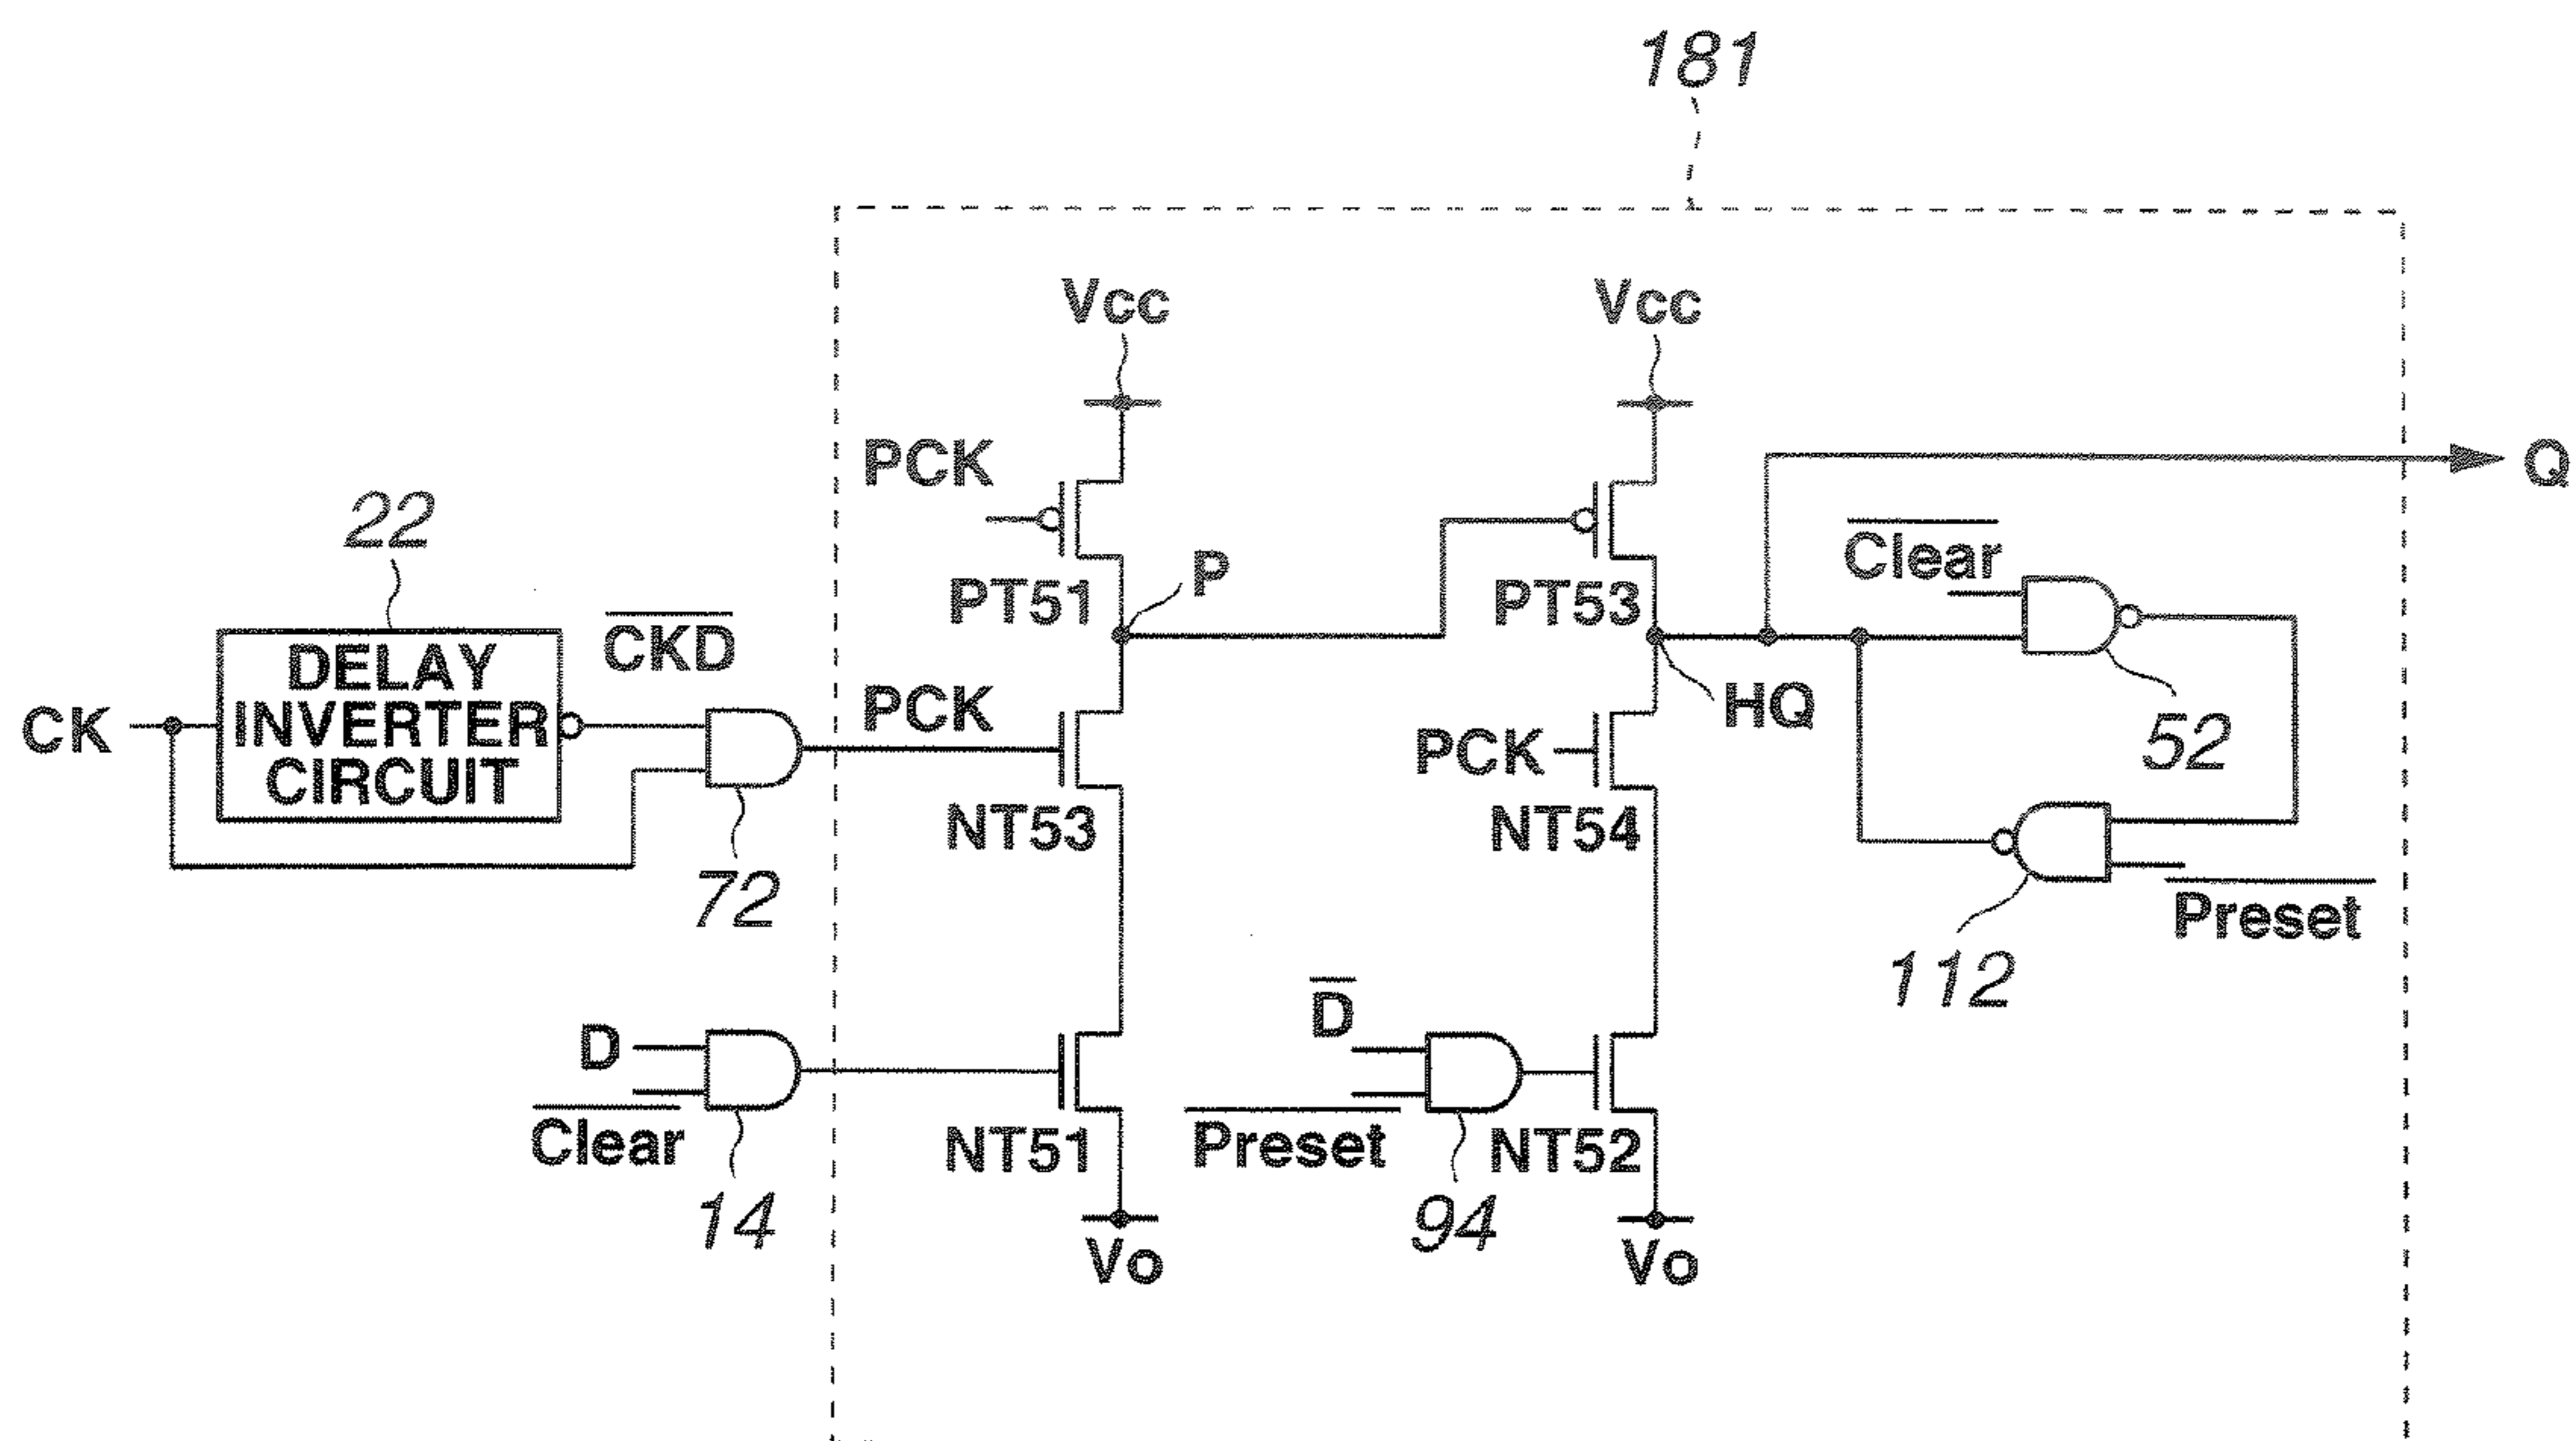 181
Vcc
Vcc
PCK
Q
22
Clear
PT51
P
PT53
CKD
DELAY
INVERTER
CIRCUIT
CK
PCK
HQ
PCK
52
NT53
NT54
72
Preset
112
D
D
Clear
NT51
Preset
NT52
14
94
Vo
Vo